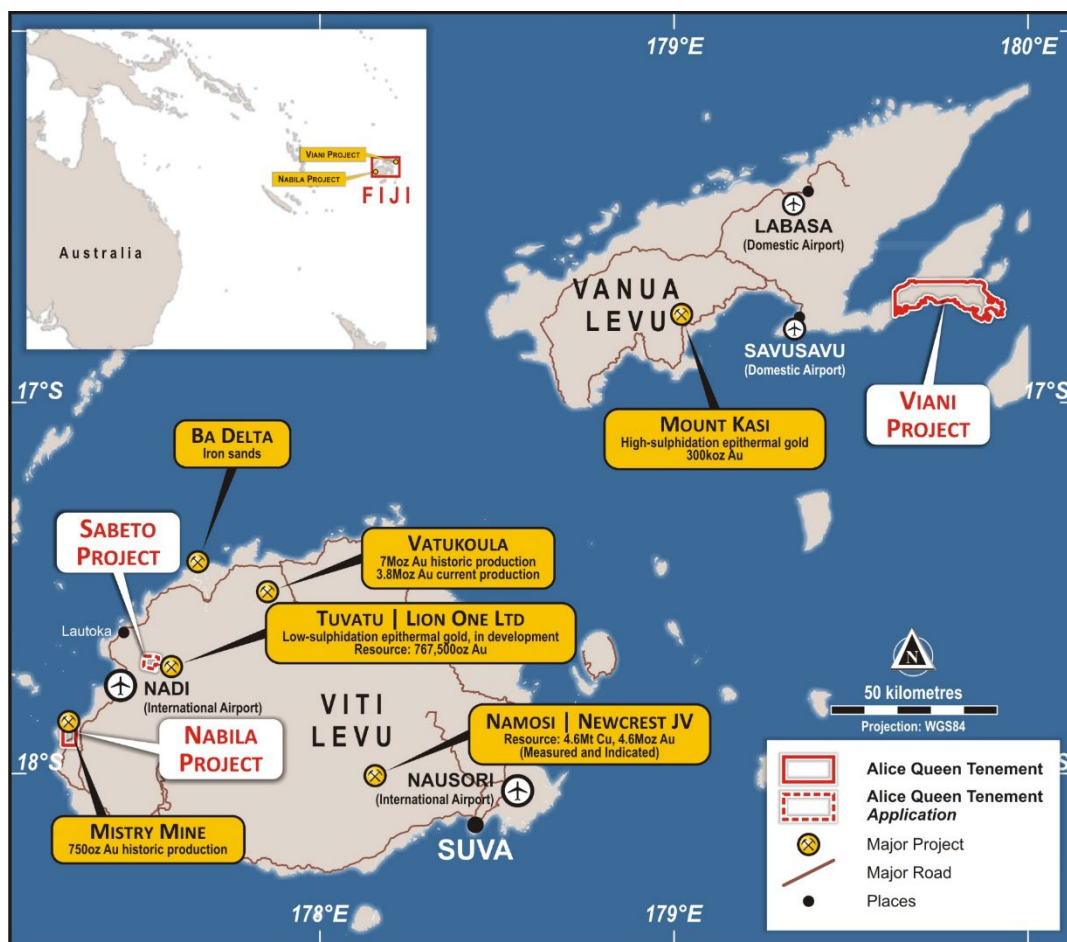 179°E
180°E
VIANI PROJECT
NABILA PROJECT
FIJI
Australia
LABASA
(Domestic Airport)
VANUA
LEVU
SAVUSAVU
(Domestic Airport)
17°S
17°S
VIANI
PROJECT
MOUNT KASI
High-sulphidation epithermal gold
300koz Au
BA DELTA
Iron sands
SABETO
PROJECT
VATUKOULA
7Moz Au historic production
3.8Moz Au current production
TUVATU | LION ONE LTD
Low-sulphidation epithermal gold, in development
Resource: 767,500oz Au
Lautoka
NADI
(International Airport)
VITI
LEVU
N
50 kilometres
Projection: WGS84
NABILA
PROJECT
NAMOSI | NEWCREST JV
Resource: 4.6Mt Cu, 4.6Moz Au
(Measured and Indicated)
18°S
18°S
NAUSORI
(International Airport)
MISTRY MINE
750oz Au historic production
SUVA
Alice Queen Tenement
Alice Queen Tenement
Application
Major Project
Major Road
Places
178°E
179°E